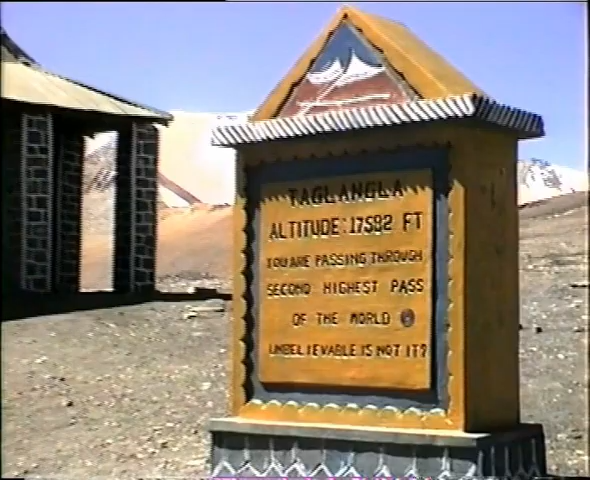 TAGLANGLA
ALTITUDE:17582 FT
YOU ARE PASSING THROUGH
SECOND HIGHEST PASS
OF THE WORLD
UNBELIEVABLE IS NOT IT?